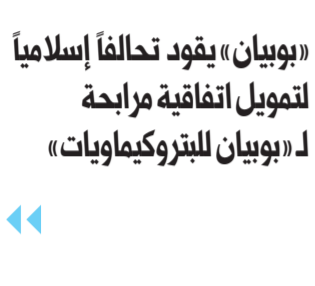 «بوبيان» يقود تحالفاً إسلامياً
لتمويل اتفاقية مرابحة
لـ «بوبيان للبتروكيماويات»